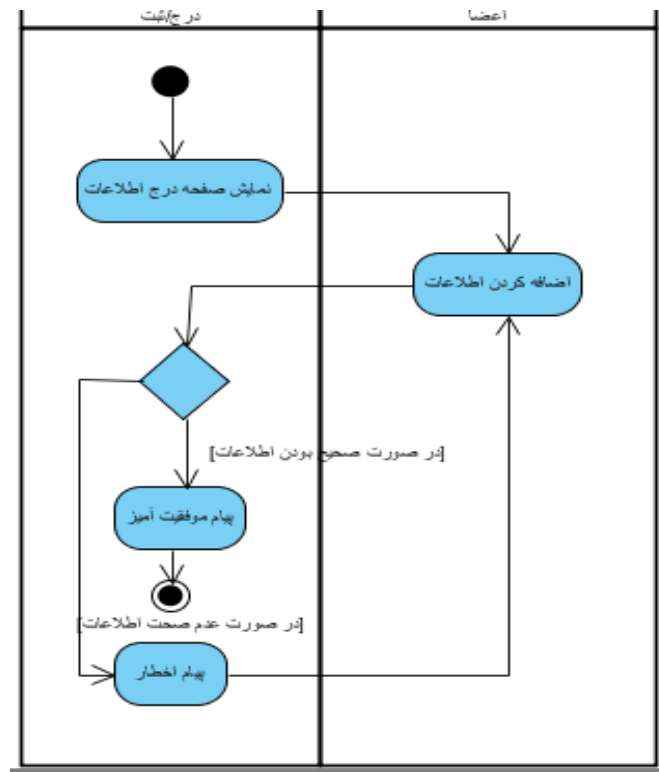 اعضا
درج/ثبت
نمایش صفحه درج اطلاعات
اضافه کردن اطلاعات
[در صورت صحیح بودن اطلاعات]
پیام موفقیت آمیز
[در صورت عدم صحت اطلاعات]
پیام اخطار